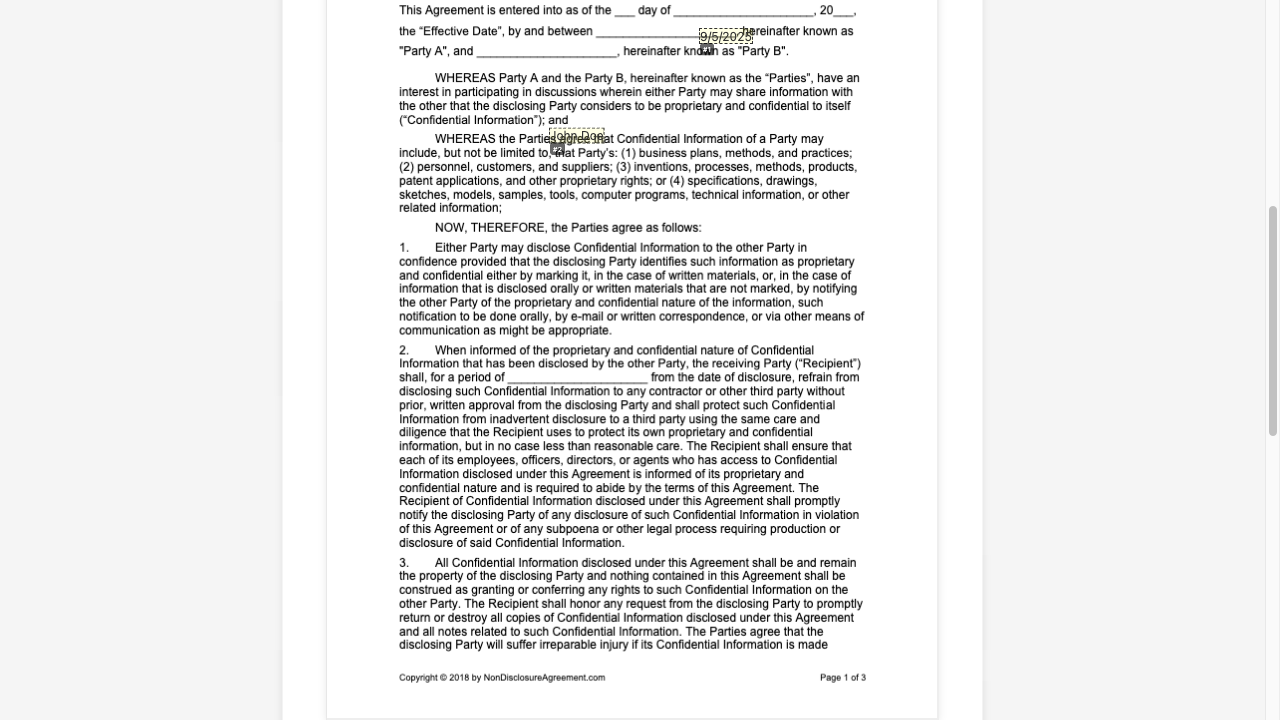 This Agreement is entered into as of the ___ day of _____________________, 20___,
the “Effective Date”, by and between ______________________ hereinafter known as
9/5/2025
#1
"Party A", and _____________________, hereinafter known as "Party B".
WHEREAS Party A and the Party B, hereinafter known as the “Parties”, have an
interest in participating in discussions wherein either Party may share information with
the other that the disclosing Party considers to be proprietary and confidential to itself
(“Confidential Information”); and
John Doe
WHEREAS the Parties agree that Confidential Information of a Party may
#2
include, but not be limited to, that Party’s: (1) business plans, methods, and practices;
(2) personnel, customers, and suppliers; (3) inventions, processes, methods, products,
patent applications, and other proprietary rights; or (4) specifications, drawings,
sketches, models, samples, tools, computer programs, technical information, or other
related information;
NOW, THEREFORE, the Parties agree as follows:
1. Either Party may disclose Confidential Information to the other Party in
confidence provided that the disclosing Party identifies such information as proprietary
and confidential either by marking it, in the case of written materials, or, in the case of
information that is disclosed orally or written materials that are not marked, by notifying
the other Party of the proprietary and confidential nature of the information, such
notification to be done orally, by e-mail or written correspondence, or via other means of
communication as might be appropriate.
2. When informed of the proprietary and confidential nature of Confidential
Information that has been disclosed by the other Party, the receiving Party (“Recipient”)
shall, for a period of _____________________ from the date of disclosure, refrain from
disclosing such Confidential Information to any contractor or other third party without
prior, written approval from the disclosing Party and shall protect such Confidential
Information from inadvertent disclosure to a third party using the same care and
diligence that the Recipient uses to protect its own proprietary and confidential
information, but in no case less than reasonable care. The Recipient shall ensure that
each of its employees, officers, directors, or agents who has access to Confidential
Information disclosed under this Agreement is informed of its proprietary and
confidential nature and is required to abide by the terms of this Agreement. The
Recipient of Confidential Information disclosed under this Agreement shall promptly
notify the disclosing Party of any disclosure of such Confidential Information in violation
of this Agreement or of any subpoena or other legal process requiring production or
disclosure of said Confidential Information.
3. All Confidential Information disclosed under this Agreement shall be and remain
the property of the disclosing Party and nothing contained in this Agreement shall be
construed as granting or conferring any rights to such Confidential Information on the
other Party. The Recipient shall honor any request from the disclosing Party to promptly
return or destroy all copies of Confidential Information disclosed under this Agreement
and all notes related to such Confidential Information. The Parties agree that the
disclosing Party will suffer irreparable injury if its Confidential Information is made
Copyright © 2018 by NonDisclosureAgreement.com
Page 1 of 3